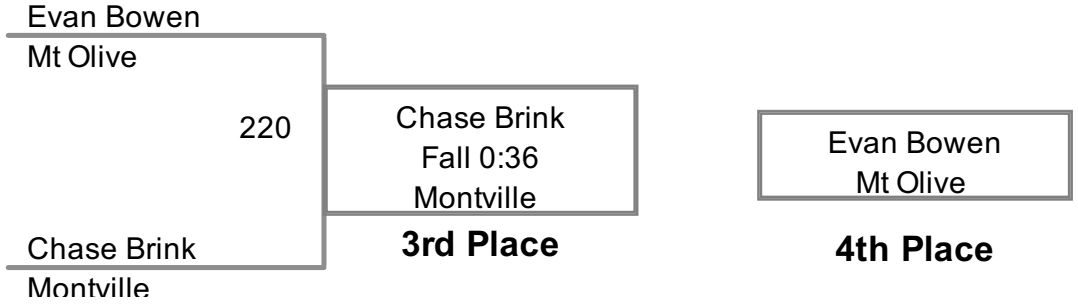 Evan Bowen
Mt Olive
220
Chase Brink
Fall 0:36
Montville
3rd Place
Evan Bowen
Mt Olive
4th Place
Chase Brink
Montville